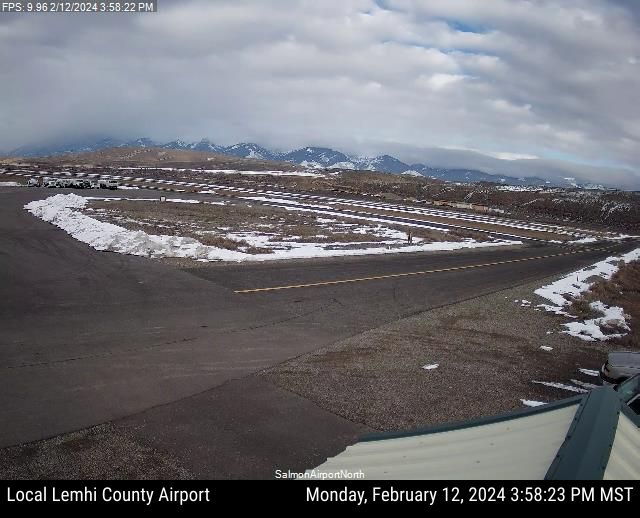 FPS: 9.96 2/12/2024 3:58:22 PM
SalmonAirportNorth
Local Lemhi County Airport Monday, February 12, 2024 3:58:23 PM MST